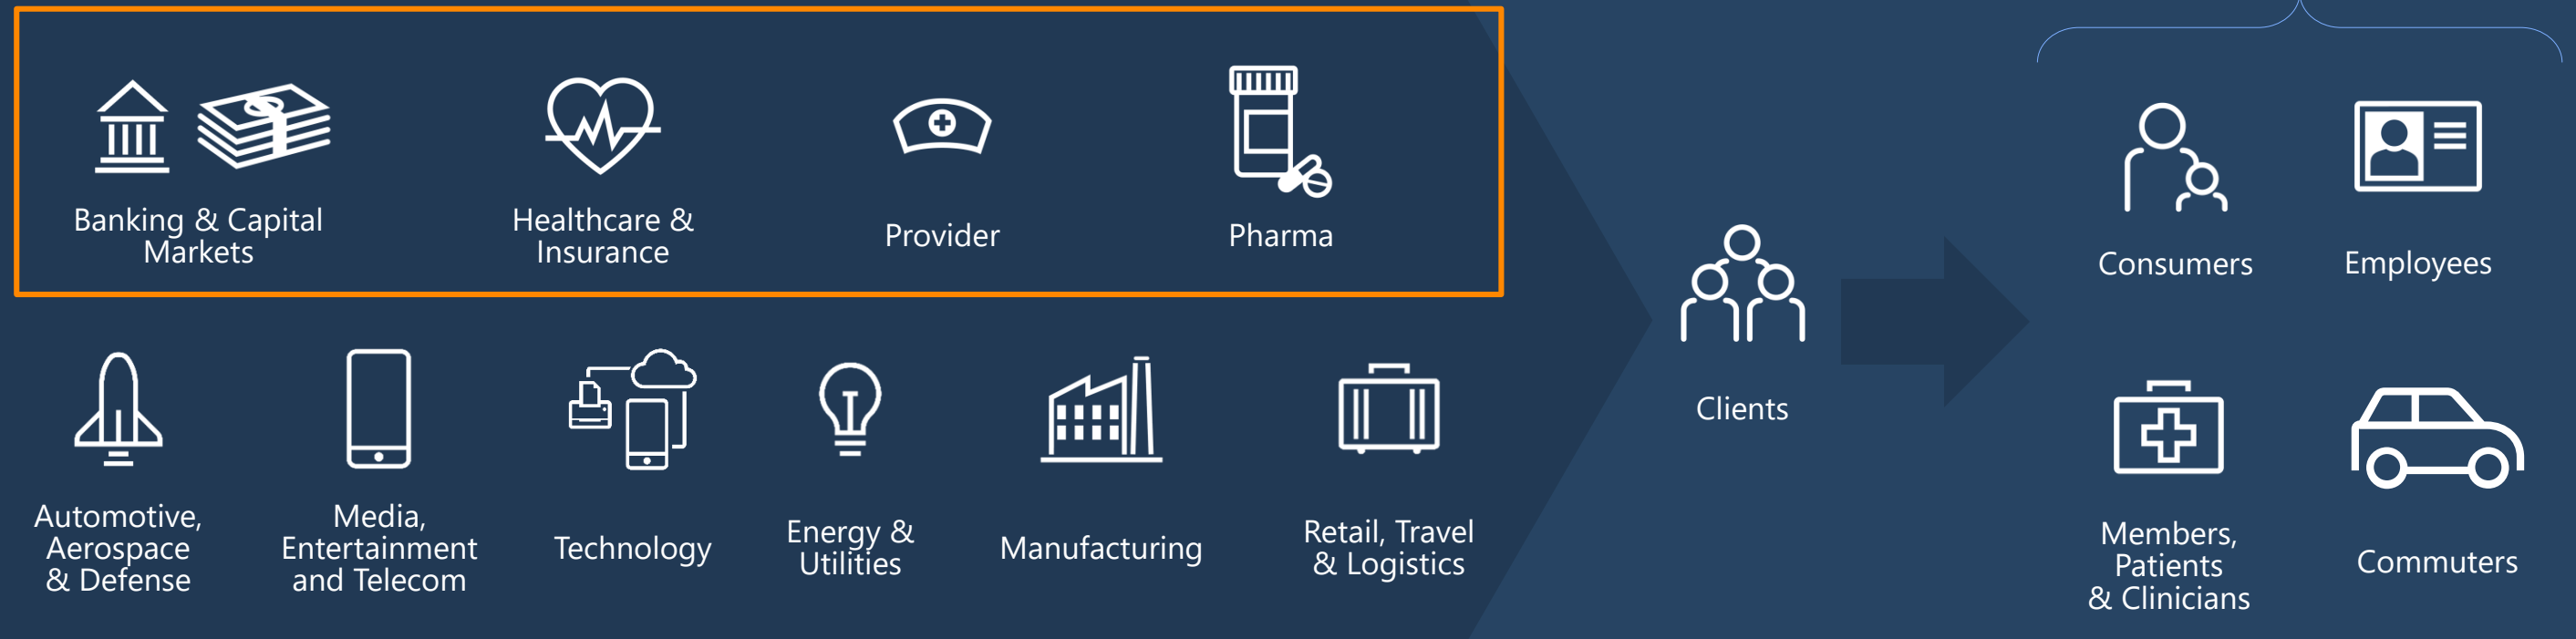 Banking & Capital
Markets
Healthcare &
Insurance
Provider
Pharma
Automotive,
Aerospace
& Defense
Media,
Entertainment
and Telecom
Technology
Energy &
Utilities
Manufacturing
Retail, Travel
& Logistics
Clients
Consumers
Employees
Members,
Patients
& Clinicians
Commuters